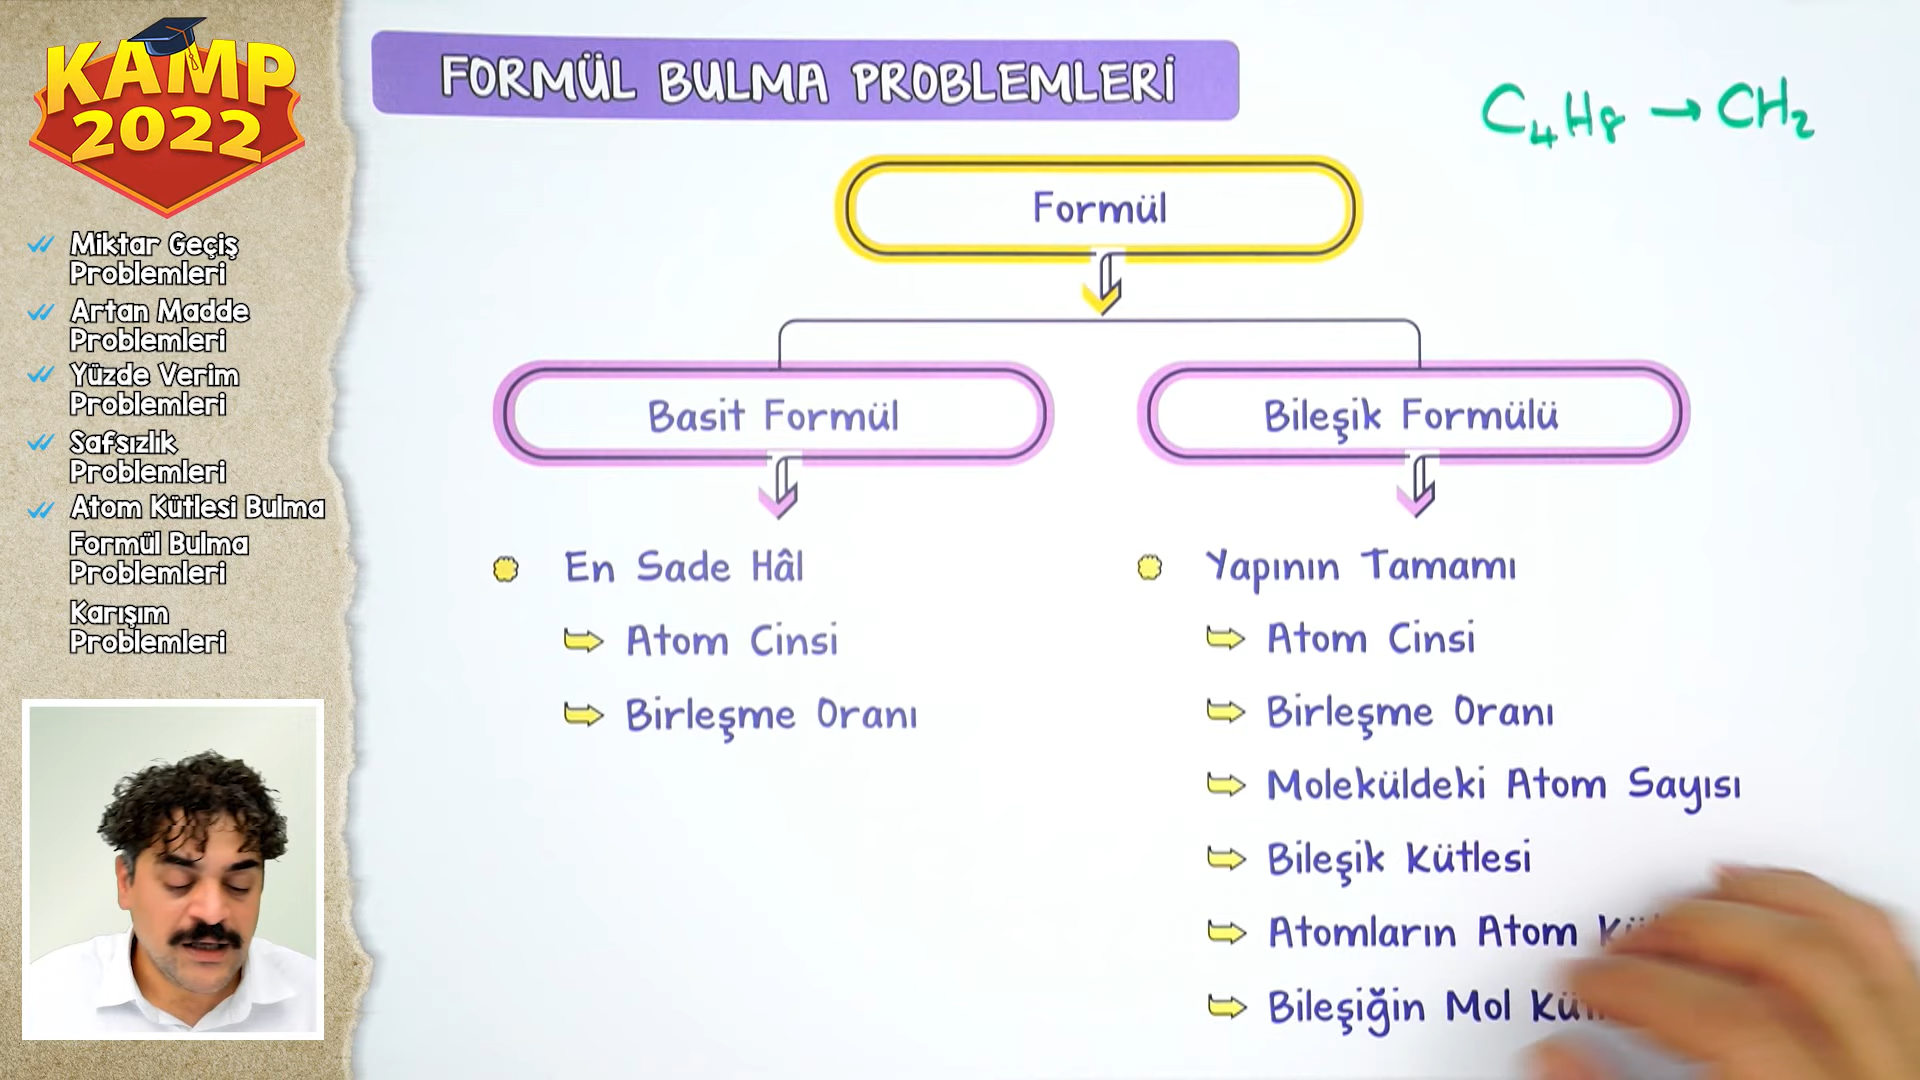 KAMP
2022
Miktar Geçiş
Problemleri
Artan Madde
Problemleri
Yüzde Verim
Problemleri
Safsızlık
Problemleri
Atom Kütlesi Bulma
Formül Bulma
Problemleri
Karışım
Problemleri
FORMÜL BULMA PROBLEMLERİ
C₄H₈ → CH₂
Formül
Basit Formül
En Sade Hâl
Atom Cinsi
Birleşme Oranı
Bileşik Formülü
Yapının Tamamı
Atom Cinsi
Birleşme Oranı
Moleküldeki Atom Sayısı
Bileşik Kütlesi
Atomların Atom
Bileşiğin Mol